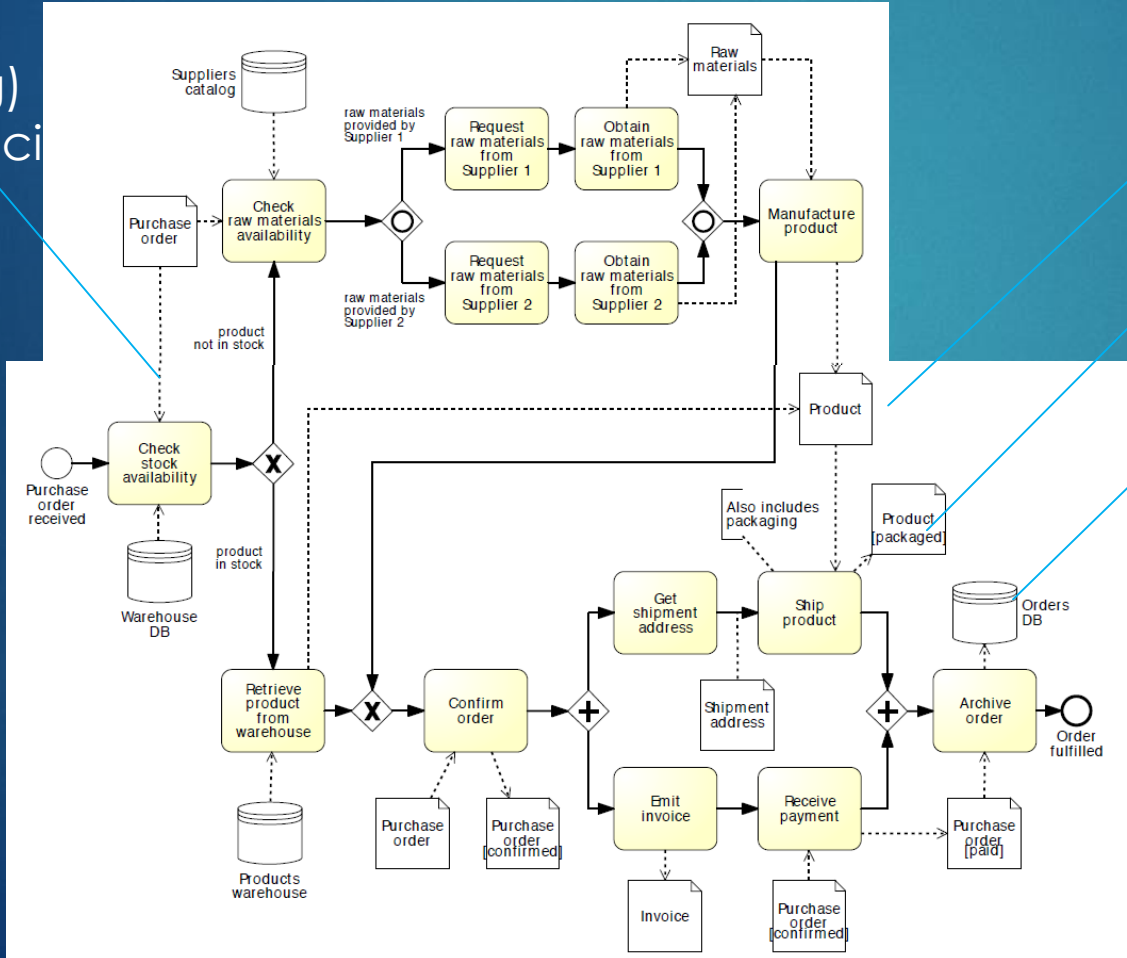 g)
ci
Suppliers
catalog
raw materials
provided by
Supplier 1
Request
raw materials
from
Supplier 1
Obtain
raw materials
from
Supplier 1
Raw
materials
Purchase
order
Check
raw materials
availability
Manufacture
product
raw materials
provided by
Supplier 2
Request
raw materials
from
Supplier 2
Obtain
raw materials
from
Supplier 2
product
not in stock
Product
Purchase
order
received
Check
stock
availability
X
Also includes
packaging
Product
[packaged]
product
in stock
Warehouse
DB
Get
shipment
address
Ship
product
Orders
DB
Retrieve
product
from
warehouse
X
Confirm
order
Shipment
address
Archive
order
Order
fulfilled
Products
warehouse
Purchase
order
Purchase
order
[confirmed]
Emit
invoice
Receive
payment
Purchase
order
[paid]
Invoice
Purchase
order
[confirmed]